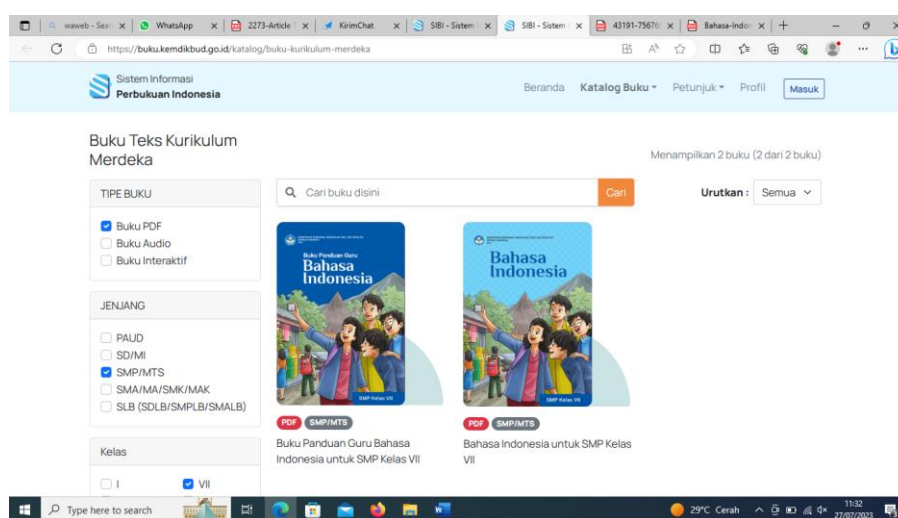 waweb - Sear
WhatsApp
2273-Article
KirimChat
SIBI - Sistem
SIBI - Sistem
43191-7567
Bahasa-Indon
https://buku.kemdikbud.go.id/katalog/buku-kurikulum-merdeka
Sistem Informasi
Perbukuan Indonesia
Beranda Katalog Buku Petunjuk Profil Masuk
Buku Teks Kurikulum
Merdeka
Menampilkan 2 buku (2 dari 2 buku)
TIPE BUKU
Buku PDF
Buku Audio
Buku Interaktif
JENJANG
PAUD
SD/MI
SMP/MTS
SMA/MA/SMK/MAK
SLB (SDLB/SMPLB/SMALB)
Kelas
I VII
Cari buku disini Cari
Urutkan : Semua
Buku Panduan Guru
Bahasa
Indonesia
SMP Kelas VII
PDF SMP/MTS
Buku Panduan Guru Bahasa
Indonesia untuk SMP Kelas VII
Bahasa
Indonesia
SMP Kelas VII
PDF SMP/MTS
Bahasa Indonesia untuk SMP Kelas
VII
Type here to search
29°C Cerah
11:32
27/07/2023